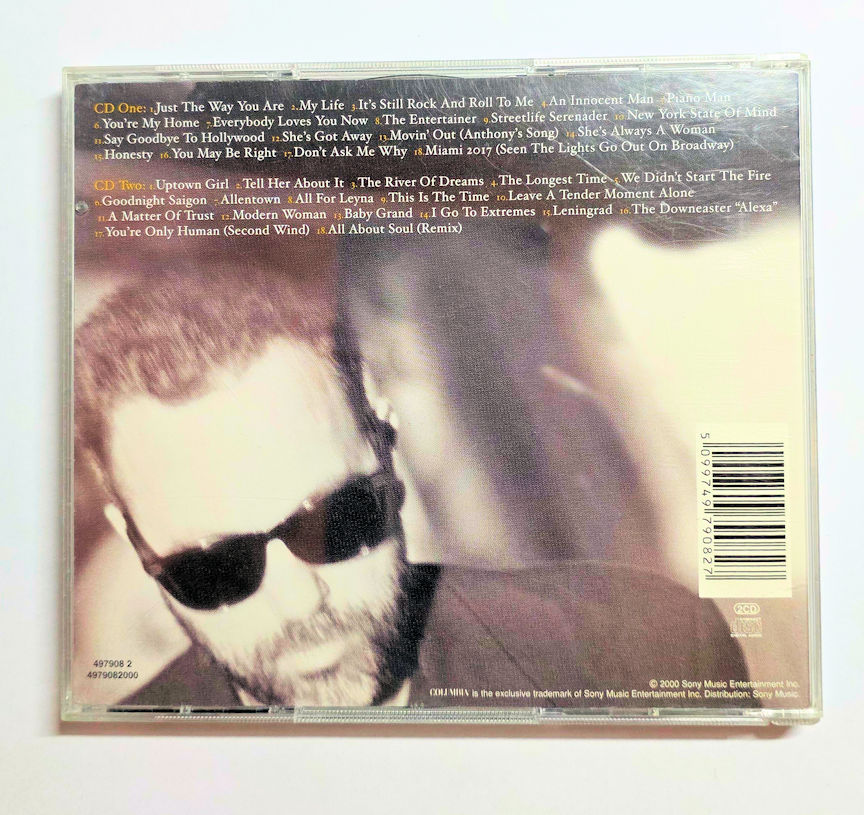 CD One: 1.Just The Way You Are 2.My Life 3.It's Still Rock And Roll To Me 4.An Innocent Man 5.Piano Man
6.You're My Home 7.Everybody Loves You Now 8.The Entertainer 9.Streetlife Serenader 10.New York State Of Mind
11.Say Goodbye To Hollywood 12.She's Got Away 13.Movin' Out (Anthony's Song) 14.She's Always A Woman
15.Honesty 16.You May Be Right 17.Don't Ask Me Why 18.Miami 2017 (Seen The Lights Go Out On Broadway)
CD Two: 1.Uptown Girl 2.Tell Her About It 3.The River Of Dreams 4.The Longest Time 5.We Didn't Start The Fire
6.Goodnight Saigon 7.Allentown 8.All For Leyna 9.This Is The Time 10.Leave A Tender Moment Alone
11.A Matter Of Trust 12.Modern Woman 13.Baby Grand 14.I Go To Extremes 15.Leningrad 16.The Downeaster "Alexa"
17.You're Only Human (Second Wind) 18.All About Soul (Remix)
5 099749 790827
2CD
497908 2
4979082000
© 2000 Sony Music Entertainment Inc.
COLUMBIA is the exclusive trademark of Sony Music Entertainment Inc. Distribution: Sony Music.